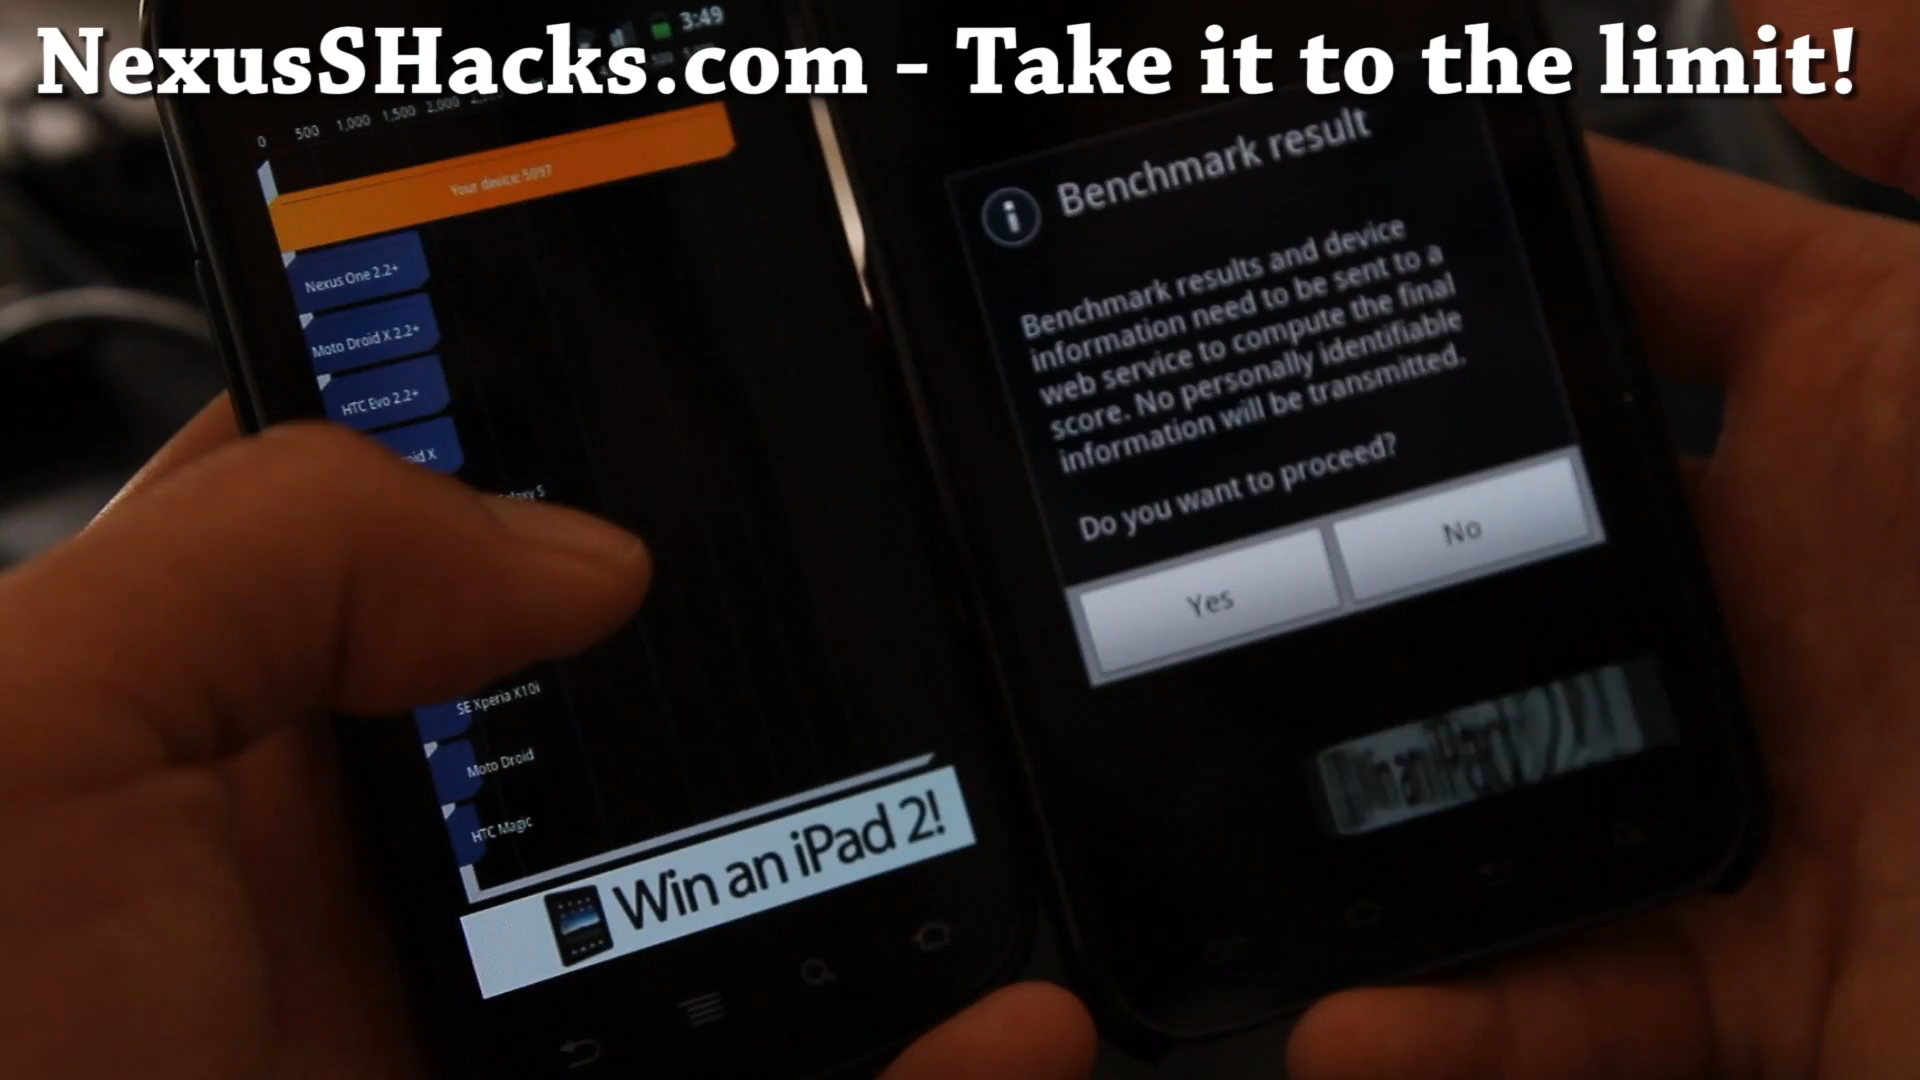 NexusSHacks.com - Take it to the limit!
3:49
0 500 1,000 1,500 2,000
Your device: 5097
Nexus One 2.2+
Moto Droid X 2.2+
HTC Evo 2.2+
X
S
SE Xperia X10i
Moto Droid
HTC Magic
Win an iPad 2!
Benchmark result
Benchmark results and device
information need to be sent to a
web service to compute the final
score. No personally identifiable
information will be transmitted.
Do you want to proceed?
Yes
No
Win an iPad